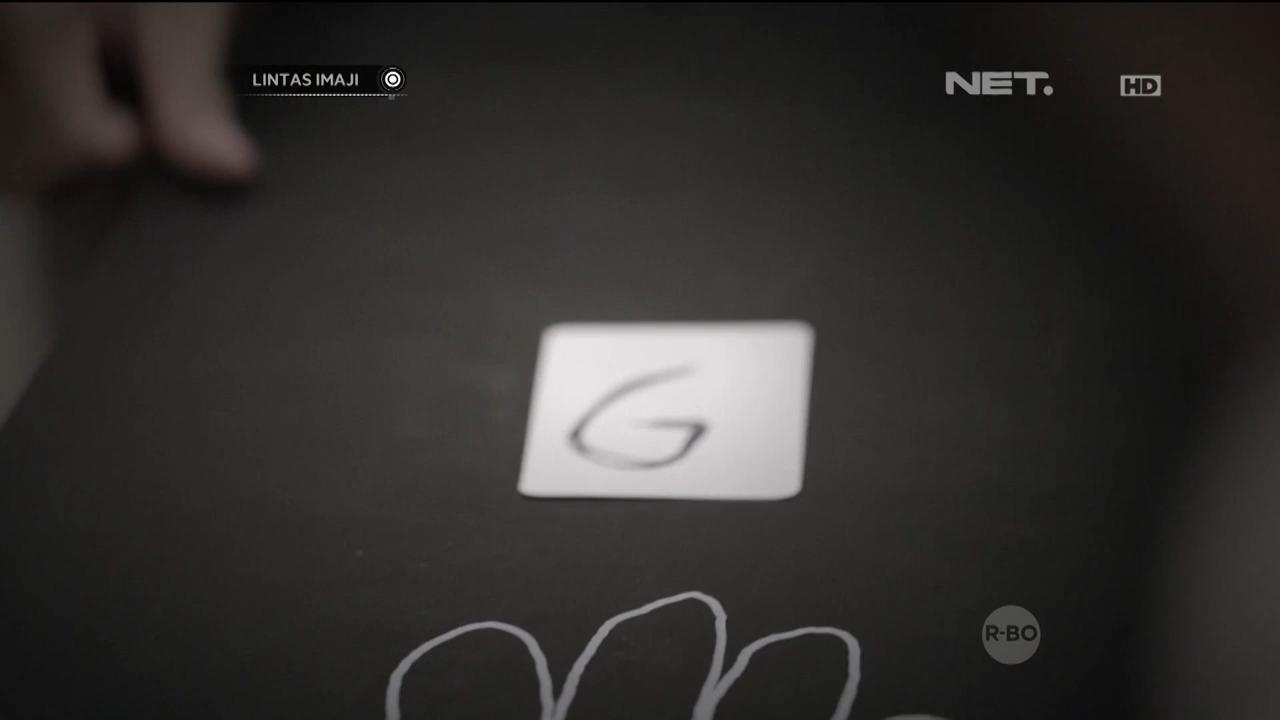 LINTAS IMAJI
NET.
HD
G
R-BO